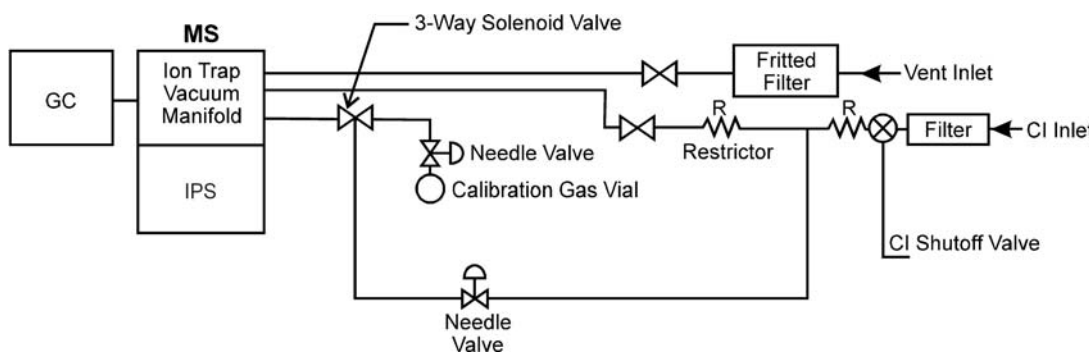 3-Way Solenoid Valve
MS
GC
Ion Trap
Vacuum
Manifold
IPS
Fritted
Filter
Vent Inlet
R
Restrictor
R
Filter
CI Inlet
Needle Valve
Calibration Gas Vial
CI Shutoff Valve
Needle
Valve